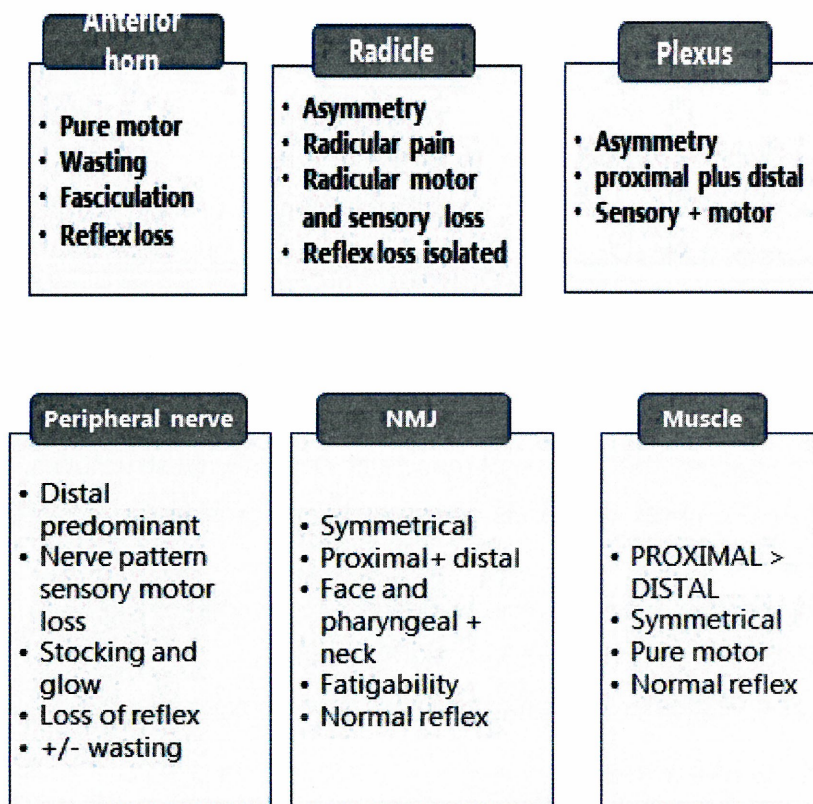 Anterior
horn
• Pure motor
• Wasting
• Fasciculation
• Reflex loss
Radicle
• Asymmetry
• Radicular pain
• Radicular motor
and sensory loss
• Reflex loss isolated
Plexus
• Asymmetry
• proximal plus distal
• Sensory + motor
Peripheral nerve
• Distal
predominant
• Nerve pattern
sensory motor
loss
• Stocking and
glow
• Loss of reflex
• +/- wasting
NMJ
• Symmetrical
• Proximal+ distal
• Face and
pharyngeal +
neck
• Fatigability
• Normal reflex
Muscle
• PROXIMAL >
DISTAL
• Symmetrical
• Pure motor
• Normal reflex